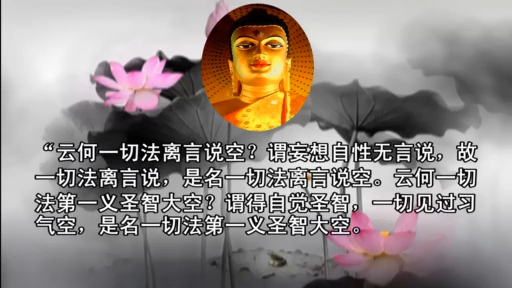 “云何一切法离言说空？谓妄想自性无言说，故
一切法离言说，是名一切法离言说空。云何一切
法第一义圣智大空？谓得自觉圣智，一切见过习
气空，是名一切法第一义圣智大空。